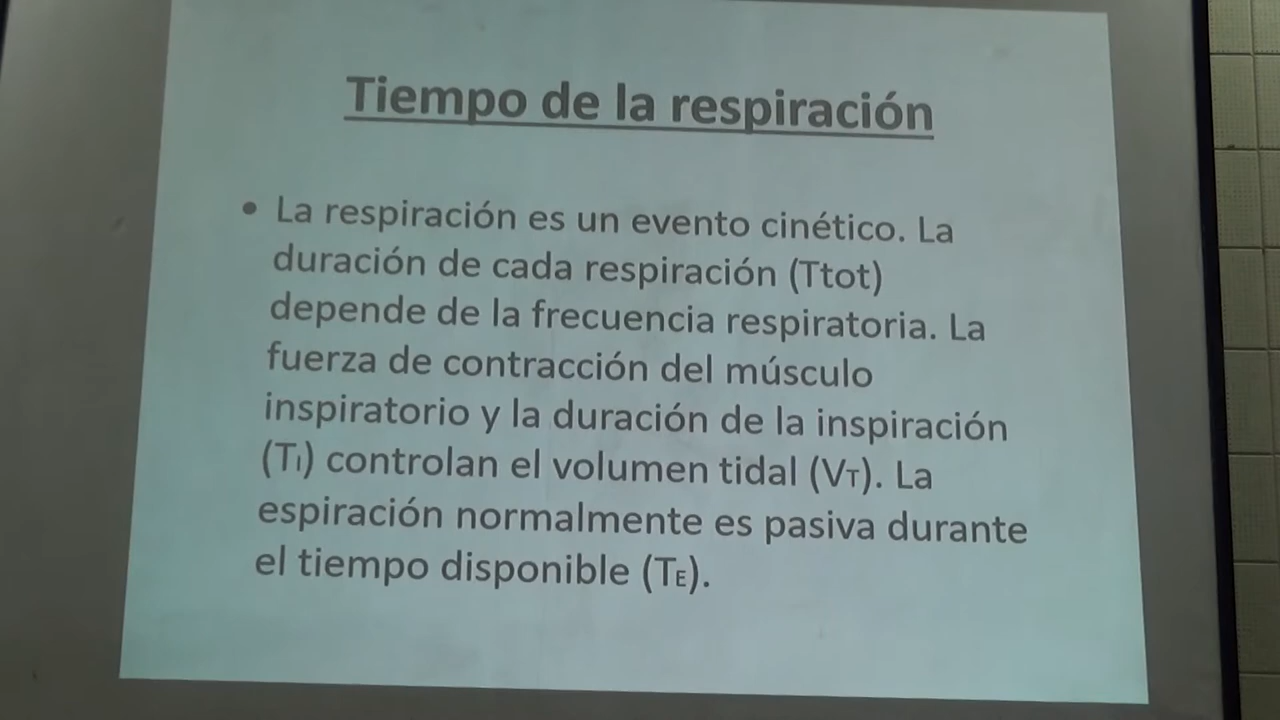 Tiempo de la respiración
• La respiración es un evento cinético. La
duración de cada respiración (Ttot)
depende de la frecuencia respiratoria. La
fuerza de contracción del músculo
inspiratorio y la duración de la inspiración
(TI) controlan el volumen tidal (VT). La
espiración normalmente es pasiva durante
el tiempo disponible (TE).